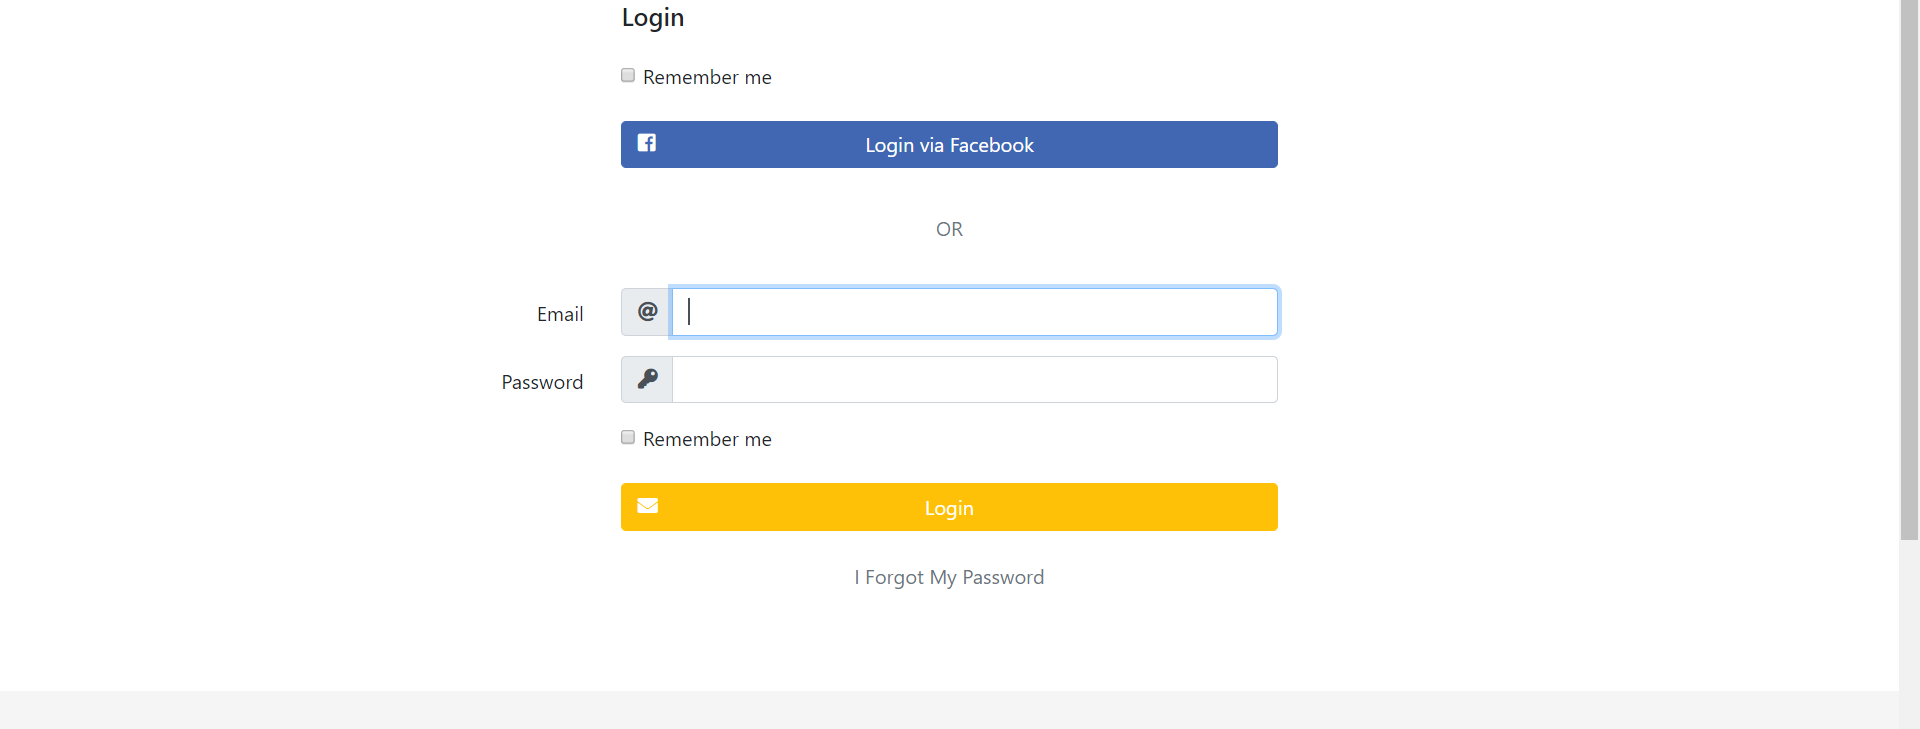 Login
Remember me
Login via Facebook
OR
Email @
Password
Remember me
Login
I Forgot My Password